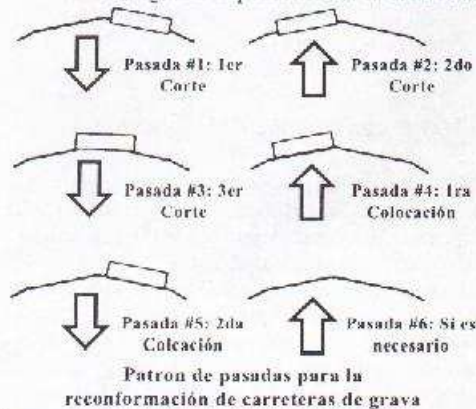 Pasada #1: 1er
Corte
Pasada #2: 2do
Corte
Pasada #3: 3er
Corte
Pasada #4: 1ra
Colocación
Pasada #5: 2da
Colcación
Pasada #6: Si es
necesario
Patron de pasadas para la
reconformación de carreteras de grava